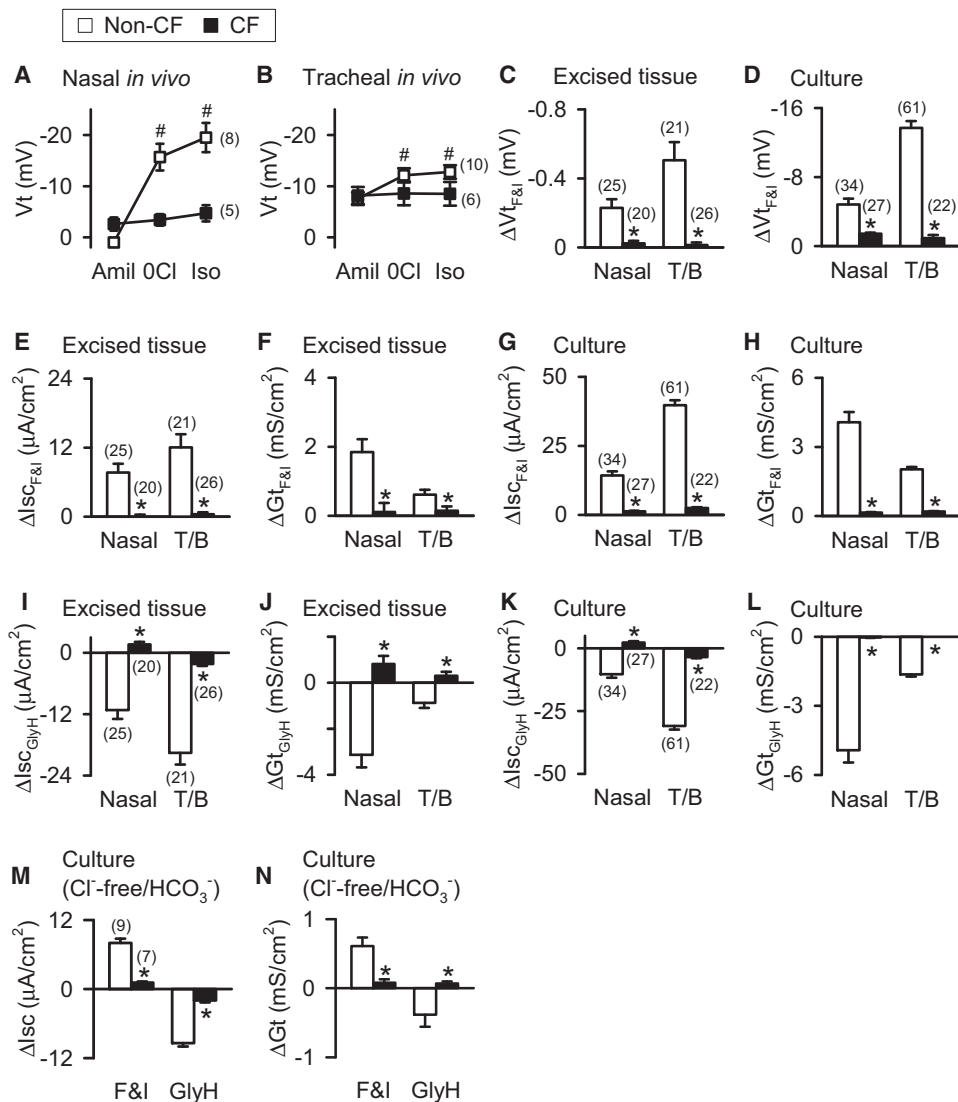 Non-CF CF
A Nasal in vivo
Vt (mV)
-20
-10
0
#
#
(8)
(5)
Amil 0Cl Iso
B Tracheal in vivo
Vt (mV)
-20
-10
0
#
#
(10)
(6)
Amil 0Cl Iso
C Excised tissue
ΔVtF&I (mV)
-0.8
-0.4
0
(25)
(20)
*
(21)
(26)
*
Nasal T/B
D Culture
ΔVtF&I (mV)
-16
-8
0
(34)
(27)
*
(61)
(22)
*
Nasal T/B
E Excised tissue
ΔIscF&I (μA/cm²)
24
12
0
(25)
(20)
*
(21)
(26)
*
Nasal T/B
F Excised tissue
ΔGtF&I (mS/cm²)
4
2
0
*
*
Nasal T/B
G Culture
ΔIscF&I (μA/cm²)
50
25
0
(34)
(27)
*
(61)
(22)
*
Nasal T/B
H Culture
ΔGtF&I (mS/cm²)
6
3
0
*
*
Nasal T/B
I Excised tissue
ΔIscGlyH (μA/cm²)
0
-12
-24
*
(20)
(25)
*
(26)
(21)
Nasal T/B
J Excised tissue
ΔGtGlyH (mS/cm²)
0
-4
*
*
Nasal T/B
K Culture
ΔIscGlyH (μA/cm²)
0
-25
-50
*
(27)
(34)
*
(22)
(61)
Nasal T/B
L Culture
ΔGtGlyH (mS/cm²)
0
-3
-6
*
*
Nasal T/B
M Culture
(Cl⁻-free/HCO₃⁻)
ΔIsc (μA/cm²)
12
0
-12
(9)
(7)
*
*
F&I GlyH
N Culture
(Cl⁻-free/HCO₃⁻)
ΔGt (mS/cm²)
1
0
-1
*
*
F&I GlyH